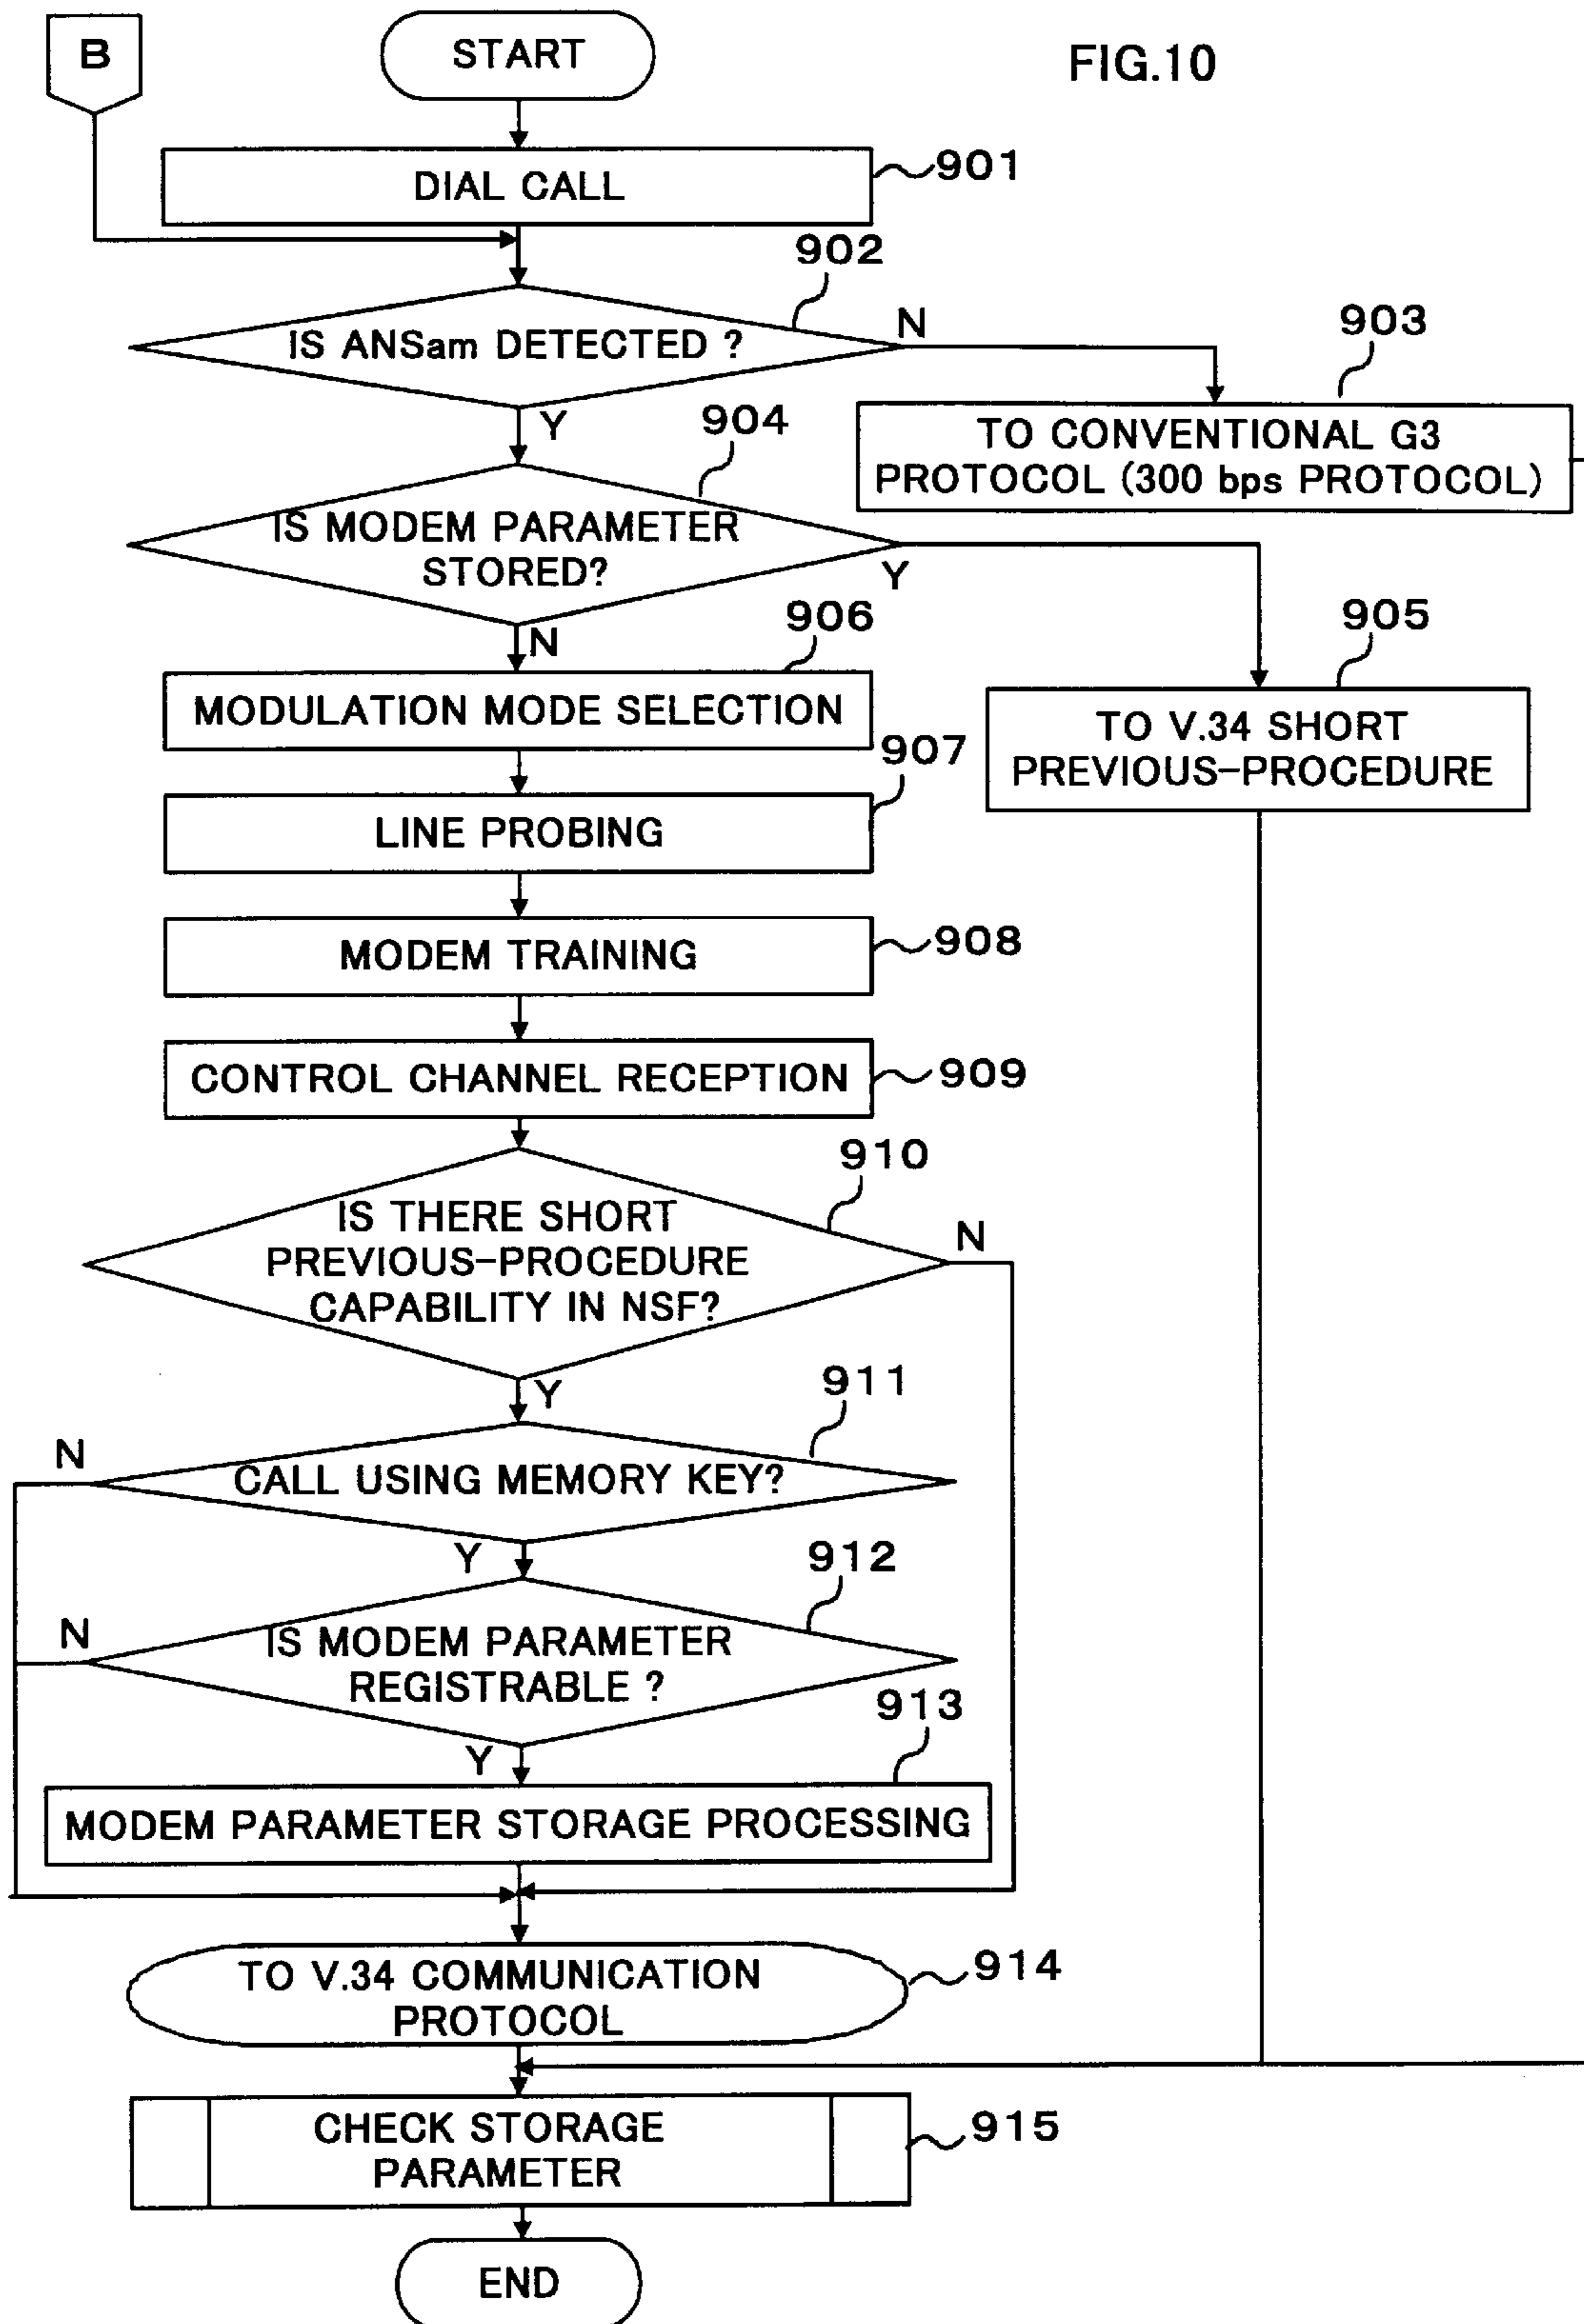 B
START
FIG.10
DIAL CALL
901
902
IS ANSam DETECTED ?
N
903
Y
TO CONVENTIONAL G3
PROTOCOL (300 bps PROTOCOL)
904
IS MODEM PARAMETER
STORED?
Y
N
905
906
MODULATION MODE SELECTION
TO V.34 SHORT
PREVIOUS-PROCEDURE
907
LINE PROBING
MODEM TRAINING
908
CONTROL CHANNEL RECEPTION
909
910
IS THERE SHORT
PREVIOUS-PROCEDURE
CAPABILITY IN NSF?
N
Y
911
N
CALL USING MEMORY KEY?
Y
912
N
IS MODEM PARAMETER
REGISTRABLE ?
913
Y
MODEM PARAMETER STORAGE PROCESSING
TO V.34 COMMUNICATION
PROTOCOL
914
CHECK STORAGE
PARAMETER
915
END